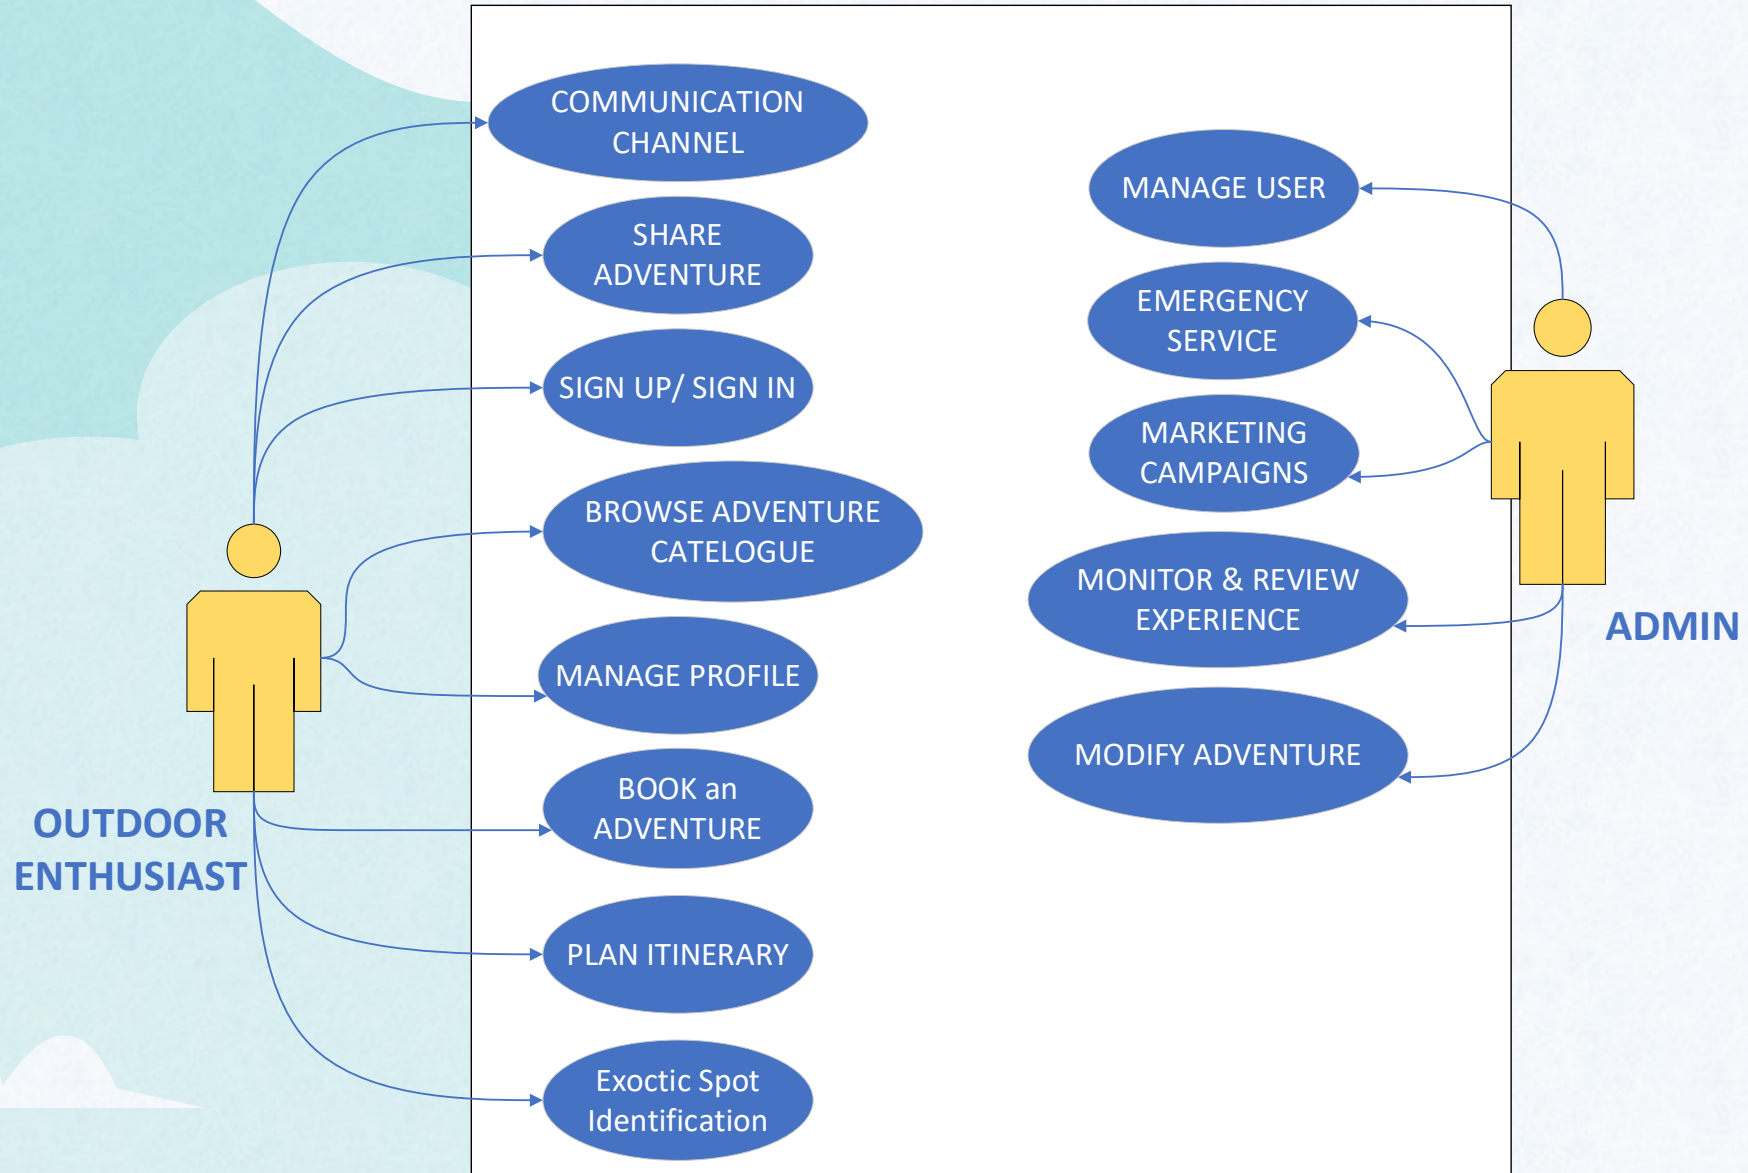 COMMUNICATION
CHANNEL
SHARE
ADVENTURE
SIGN UP/ SIGN IN
BROWSE ADVENTURE
CATELOGUE
MANAGE PROFILE
BOOK an
ADVENTURE
PLAN ITINERARY
Exoctic Spot
Identification
OUTDOOR
ENTHUSIAST
MANAGE USER
EMERGENCY
SERVICE
MARKETING
CAMPAIGNS
MONITOR & REVIEW
EXPERIENCE
MODIFY ADVENTURE
ADMIN